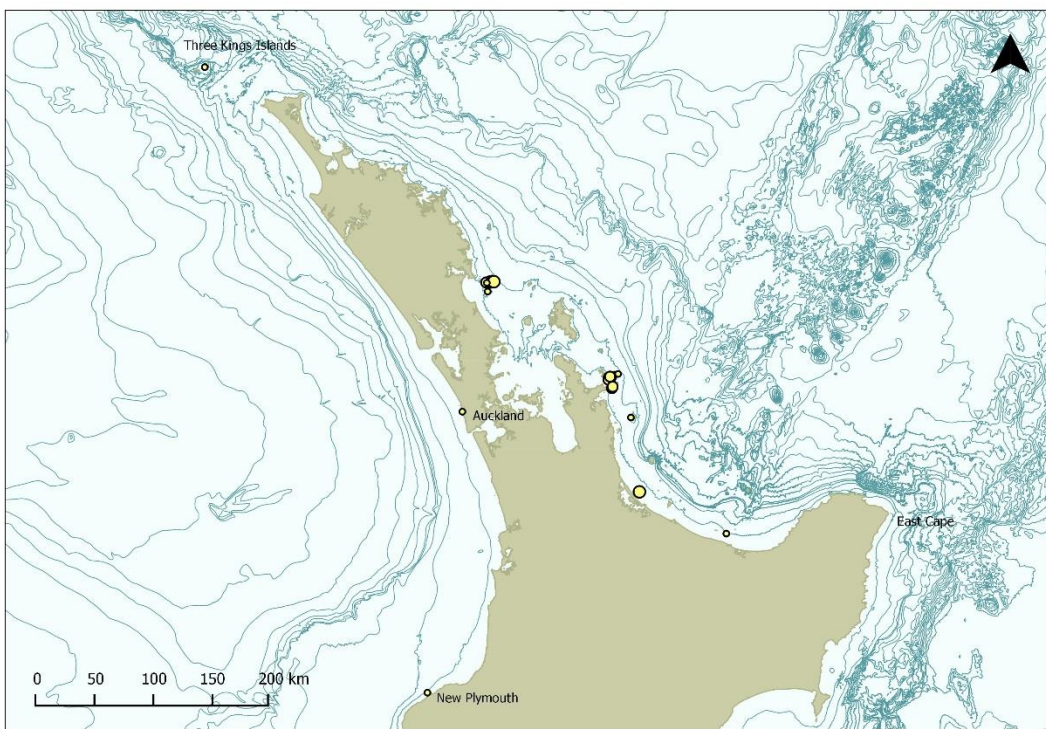 Three Kings Islands
Auckland
East Cape
New Plymouth
0 50 100 150 200 km